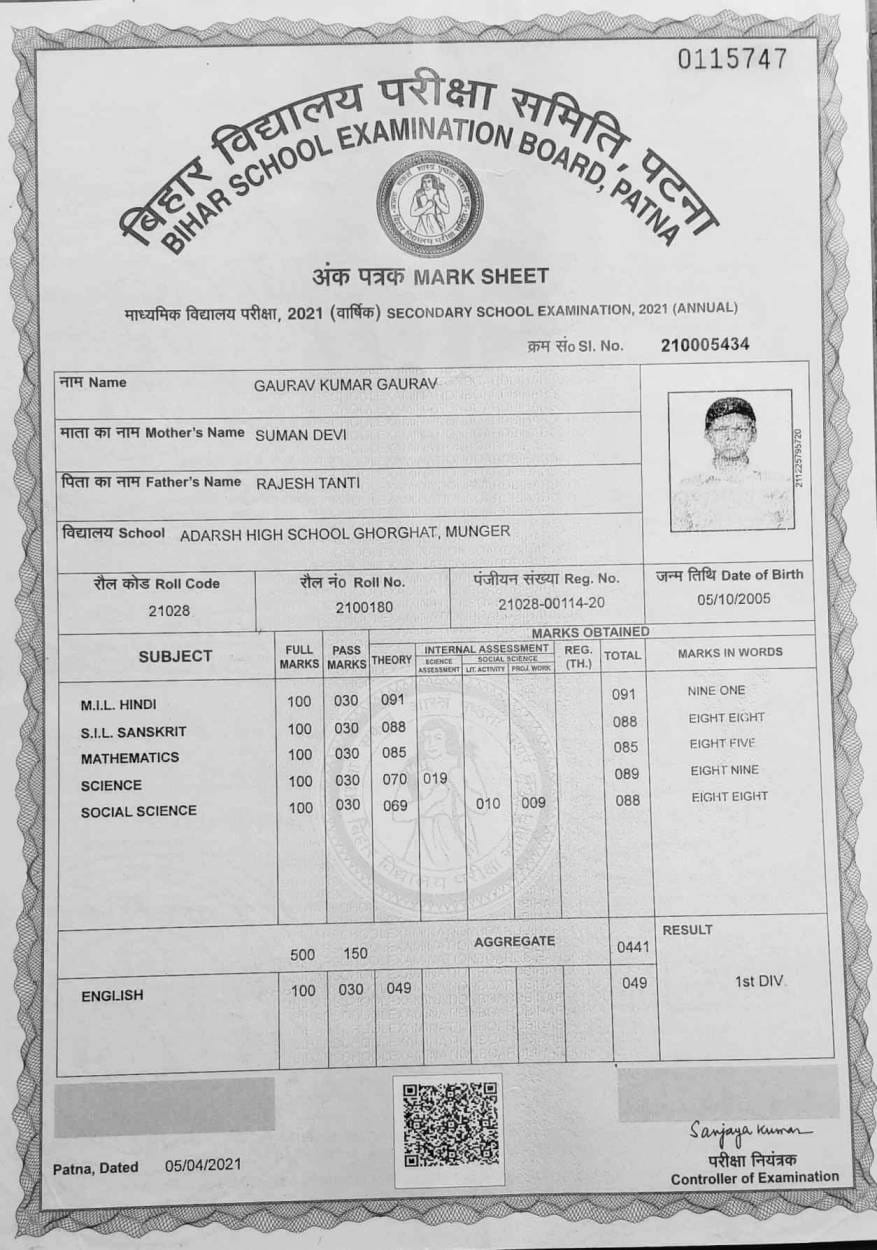 0115747
बिहार विद्यालय परीक्षा समिति, पटना
BIHAR SCHOOL EXAMINATION BOARD, PATNA
अंक पत्रक MARK SHEET
माध्यमिक विद्यालय परीक्षा, 2021 (वार्षिक) SECONDARY SCHOOL EXAMINATION, 2021 (ANNUAL)
क्रम सं० Sl. No. 210005434
नाम Name GAURAV KUMAR GAURAV
माता का नाम Mother's Name SUMAN DEVI
पिता का नाम Father's Name RAJESH TANTI
विद्यालय School ADARSH HIGH SCHOOL GHORGHAT, MUNGER
211225795720
रौल कोड Roll Code रौल नं० Roll No. पंजीयन संख्या Reg. No. जन्म तिथि Date of Birth
21028 2100180 21028-00114-20 05/10/2005
MARKS OBTAINED
SUBJECT FULL MARKS PASS MARKS THEORY INTERNAL ASSESSMENT REG. (TH.) TOTAL MARKS IN WORDS
SCIENCE ASSESSMENT SOCIAL SCIENCE LIT. ACTIVITY PROJ. WORK
M.I.L. HINDI 100 030 091 091 NINE ONE
S.I.L. SANSKRIT 100 030 088 088 EIGHT EIGHT
MATHEMATICS 100 030 085 085 EIGHT FIVE
SCIENCE 100 030 070 019 089 EIGHT NINE
SOCIAL SCIENCE 100 030 069 010 009 088 EIGHT EIGHT
500 150 AGGREGATE 0441 RESULT
ENGLISH 100 030 049 049 1st DIV.
Sanjaya Kumar
Patna, Dated 05/04/2021
परीक्षा नियंत्रक
Controller of Examination